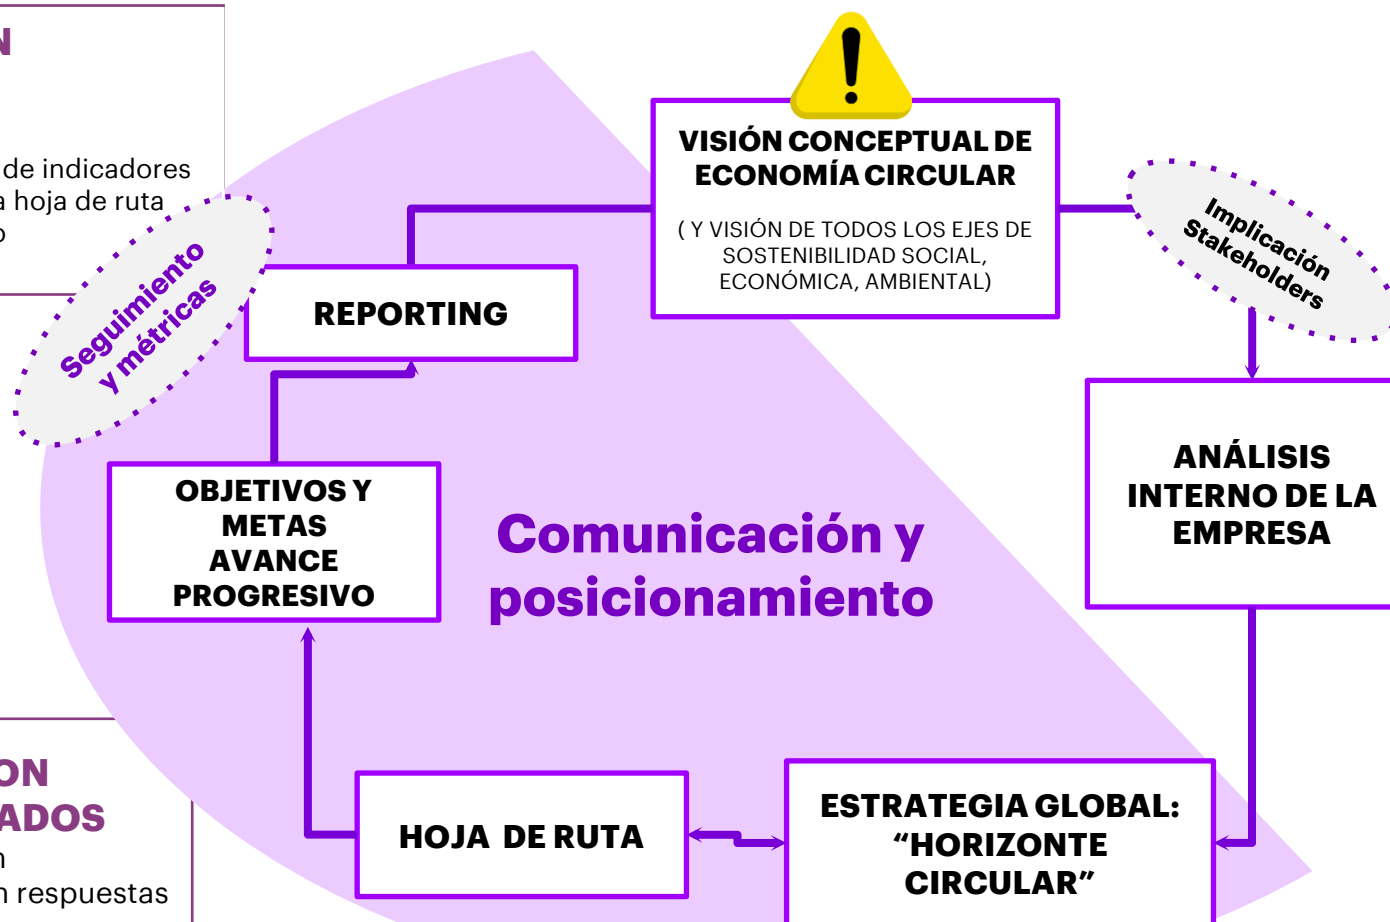 N
de indicadores
a hoja de ruta
o
Seguimiento
y métricas
REPORTING
VISIÓN CONCEPTUAL DE
ECONOMÍA CIRCULAR
( Y VISIÓN DE TODOS LOS EJES DE
SOSTENIBILIDAD SOCIAL,
ECONÓMICA, AMBIENTAL)
Implicación
Stakeholders
ANÁLISIS
INTERNO DE LA
EMPRESA
OBJETIVOS Y
METAS
AVANCE
PROGRESIVO
Comunicación y
posicionamiento
HOJA DE RUTA
ESTRATEGIA GLOBAL:
“HORIZONTE
CIRCULAR”
ON
ADOS
n
n respuestas